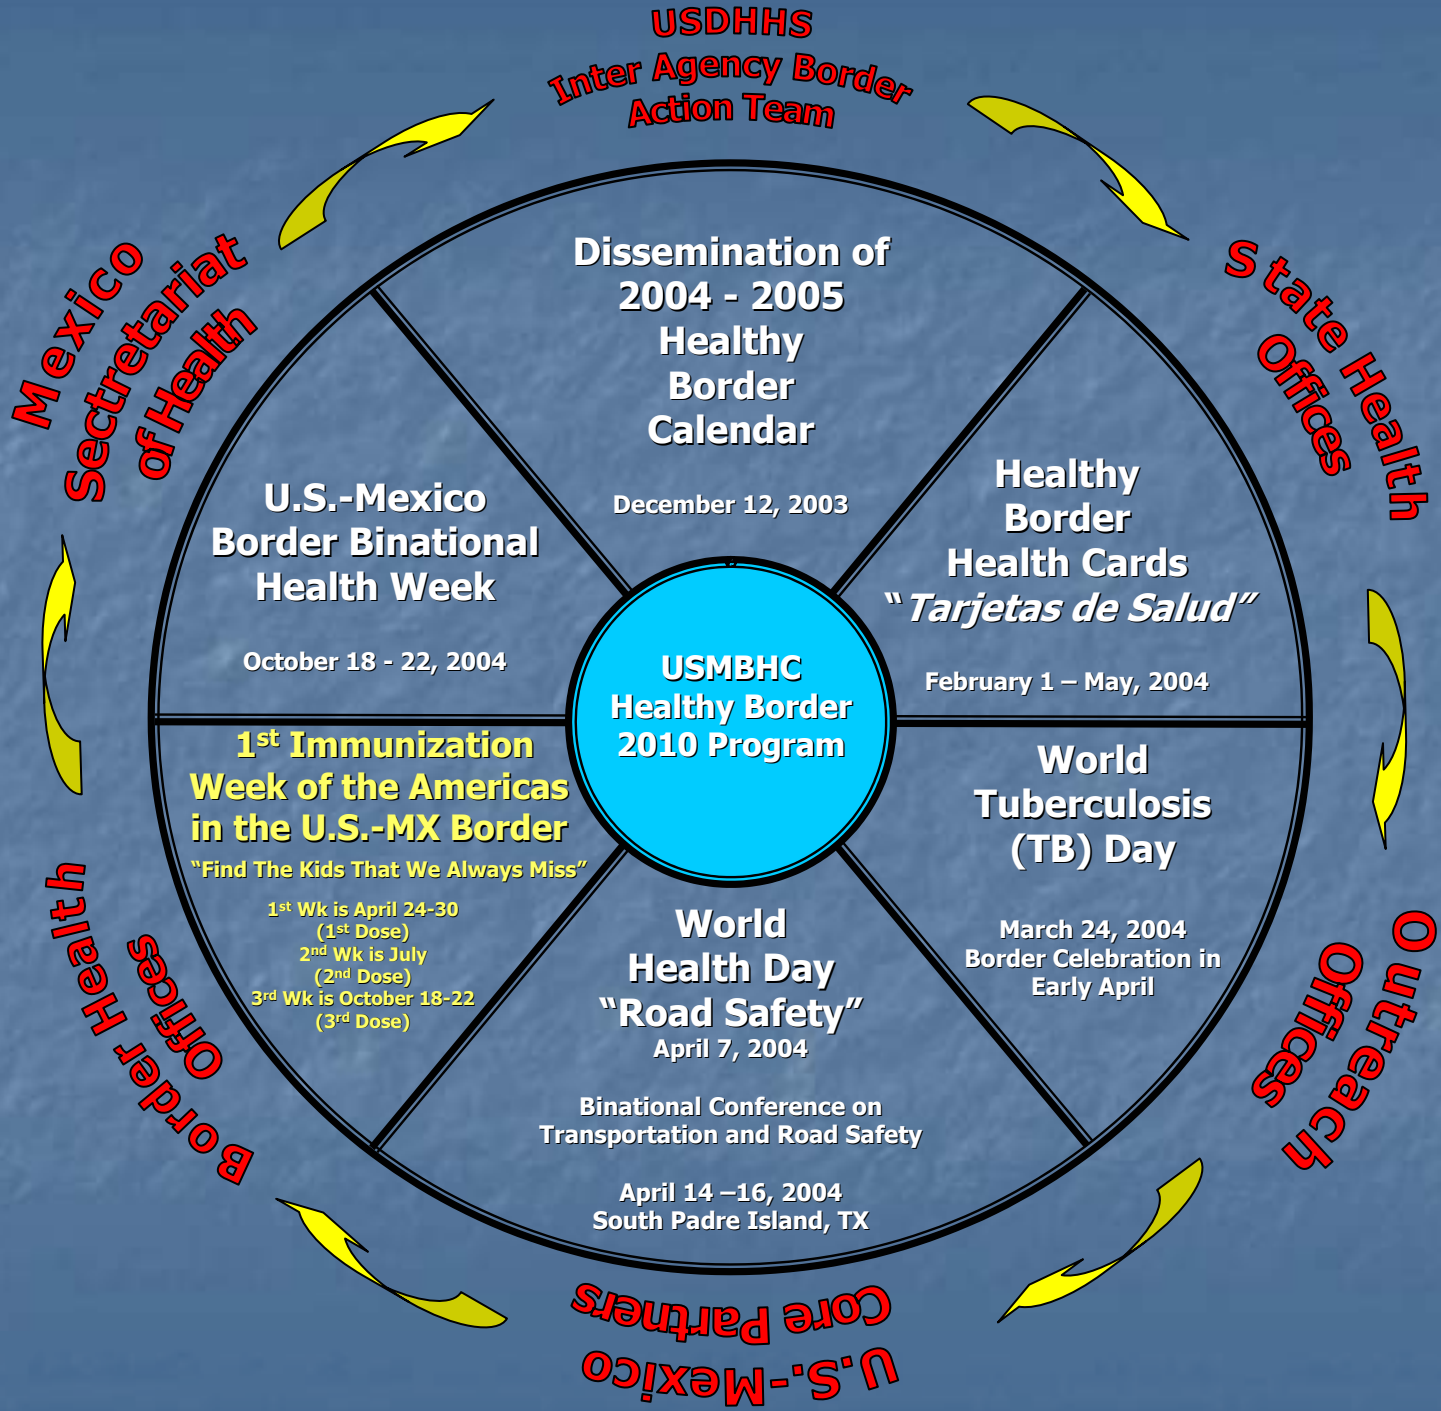 USDHHS
Inter Agency Border
Action Team
Mexico
Sectretariat
of Health
State Health
Offices
Dissemination of
2004 - 2005
Healthy
Border
Calendar
December 12, 2003
U.S.-Mexico
Border Binational
Health Week
October 18 - 22, 2004
Healthy
Border
Health Cards
“Tarjetas de Salud”
February 1 – May, 2004
USMBHC
Healthy Border
2010 Program
1st Immunization
Week of the Americas
in the U.S.-MX Border
“Find The Kids That We Always Miss”
1st Wk is April 24-30
(1st Dose)
2nd Wk is July
(2nd Dose)
3rd Wk is October 18-22
(3rd Dose)
World
Tuberculosis
(TB) Day
March 24, 2004
Border Celebration in
Early April
World
Health Day
“Road Safety”
April 7, 2004
Binational Conference on
Transportation and Road Safety
April 14 –16, 2004
South Padre Island, TX
Border Health
Offices
Outreach
Offices
U.S.-Mexico
Core Partners